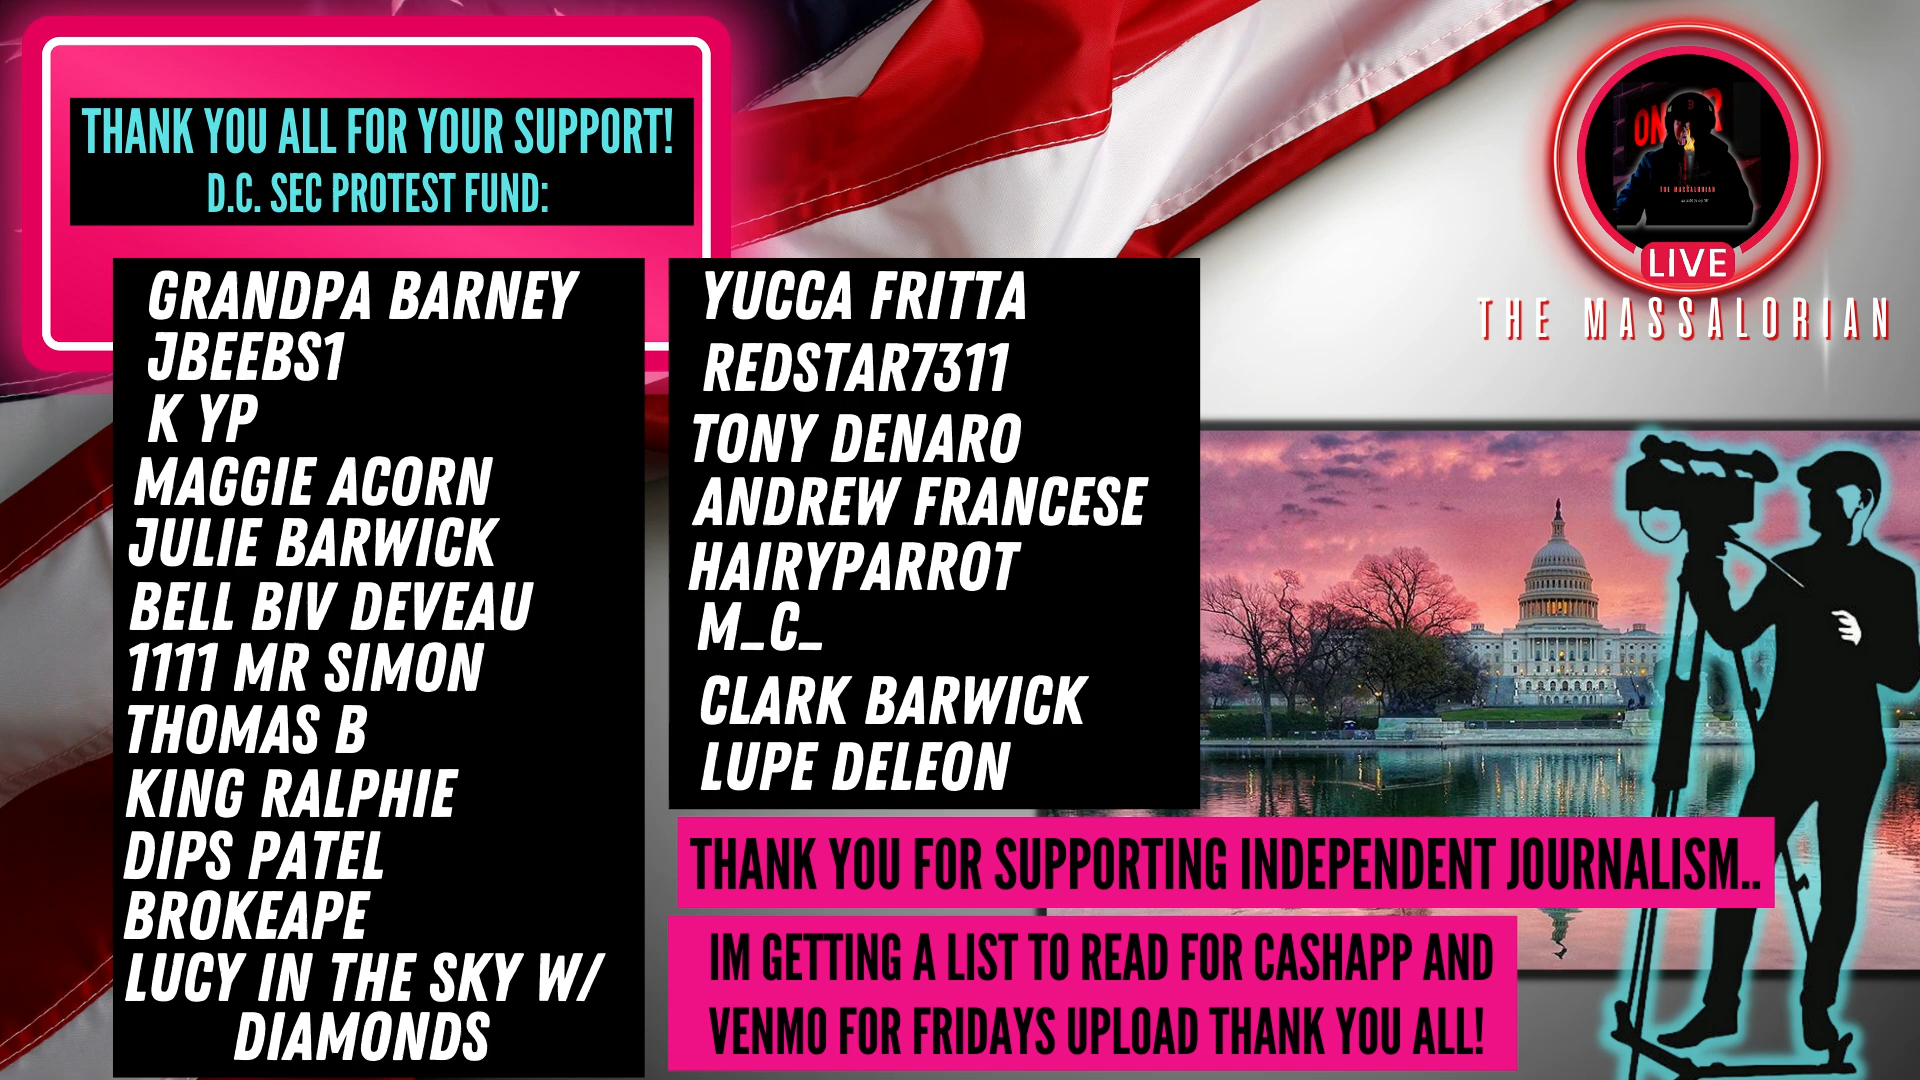 THANK YOU ALL FOR YOUR SUPPORT!
D.C. SEC PROTEST FUND:
GRANDPA BARNEY
JBEEBS1
K YP
MAGGIE ACORN
JULIE BARWICK
BELL BIV DEVEAU
1111 MR SIMON
THOMAS B
KING RALPHIE
DIPS PATEL
BROKEAPE
LUCY IN THE SKY W/
DIAMONDS
YUCCA FRITTA
REDSTAR7311
TONY DENARO
ANDREW FRANCESE
HAIRYPARROT
M_C_
CLARK BARWICK
LUPE DELEON
THANK YOU FOR SUPPORTING INDEPENDENT JOURNALISM..
IM GETTING A LIST TO READ FOR CASHAPP AND
VENMO FOR FRIDAYS UPLOAD THANK YOU ALL!
THE MASSALORIAN
LIVE
THE MASSALORIAN